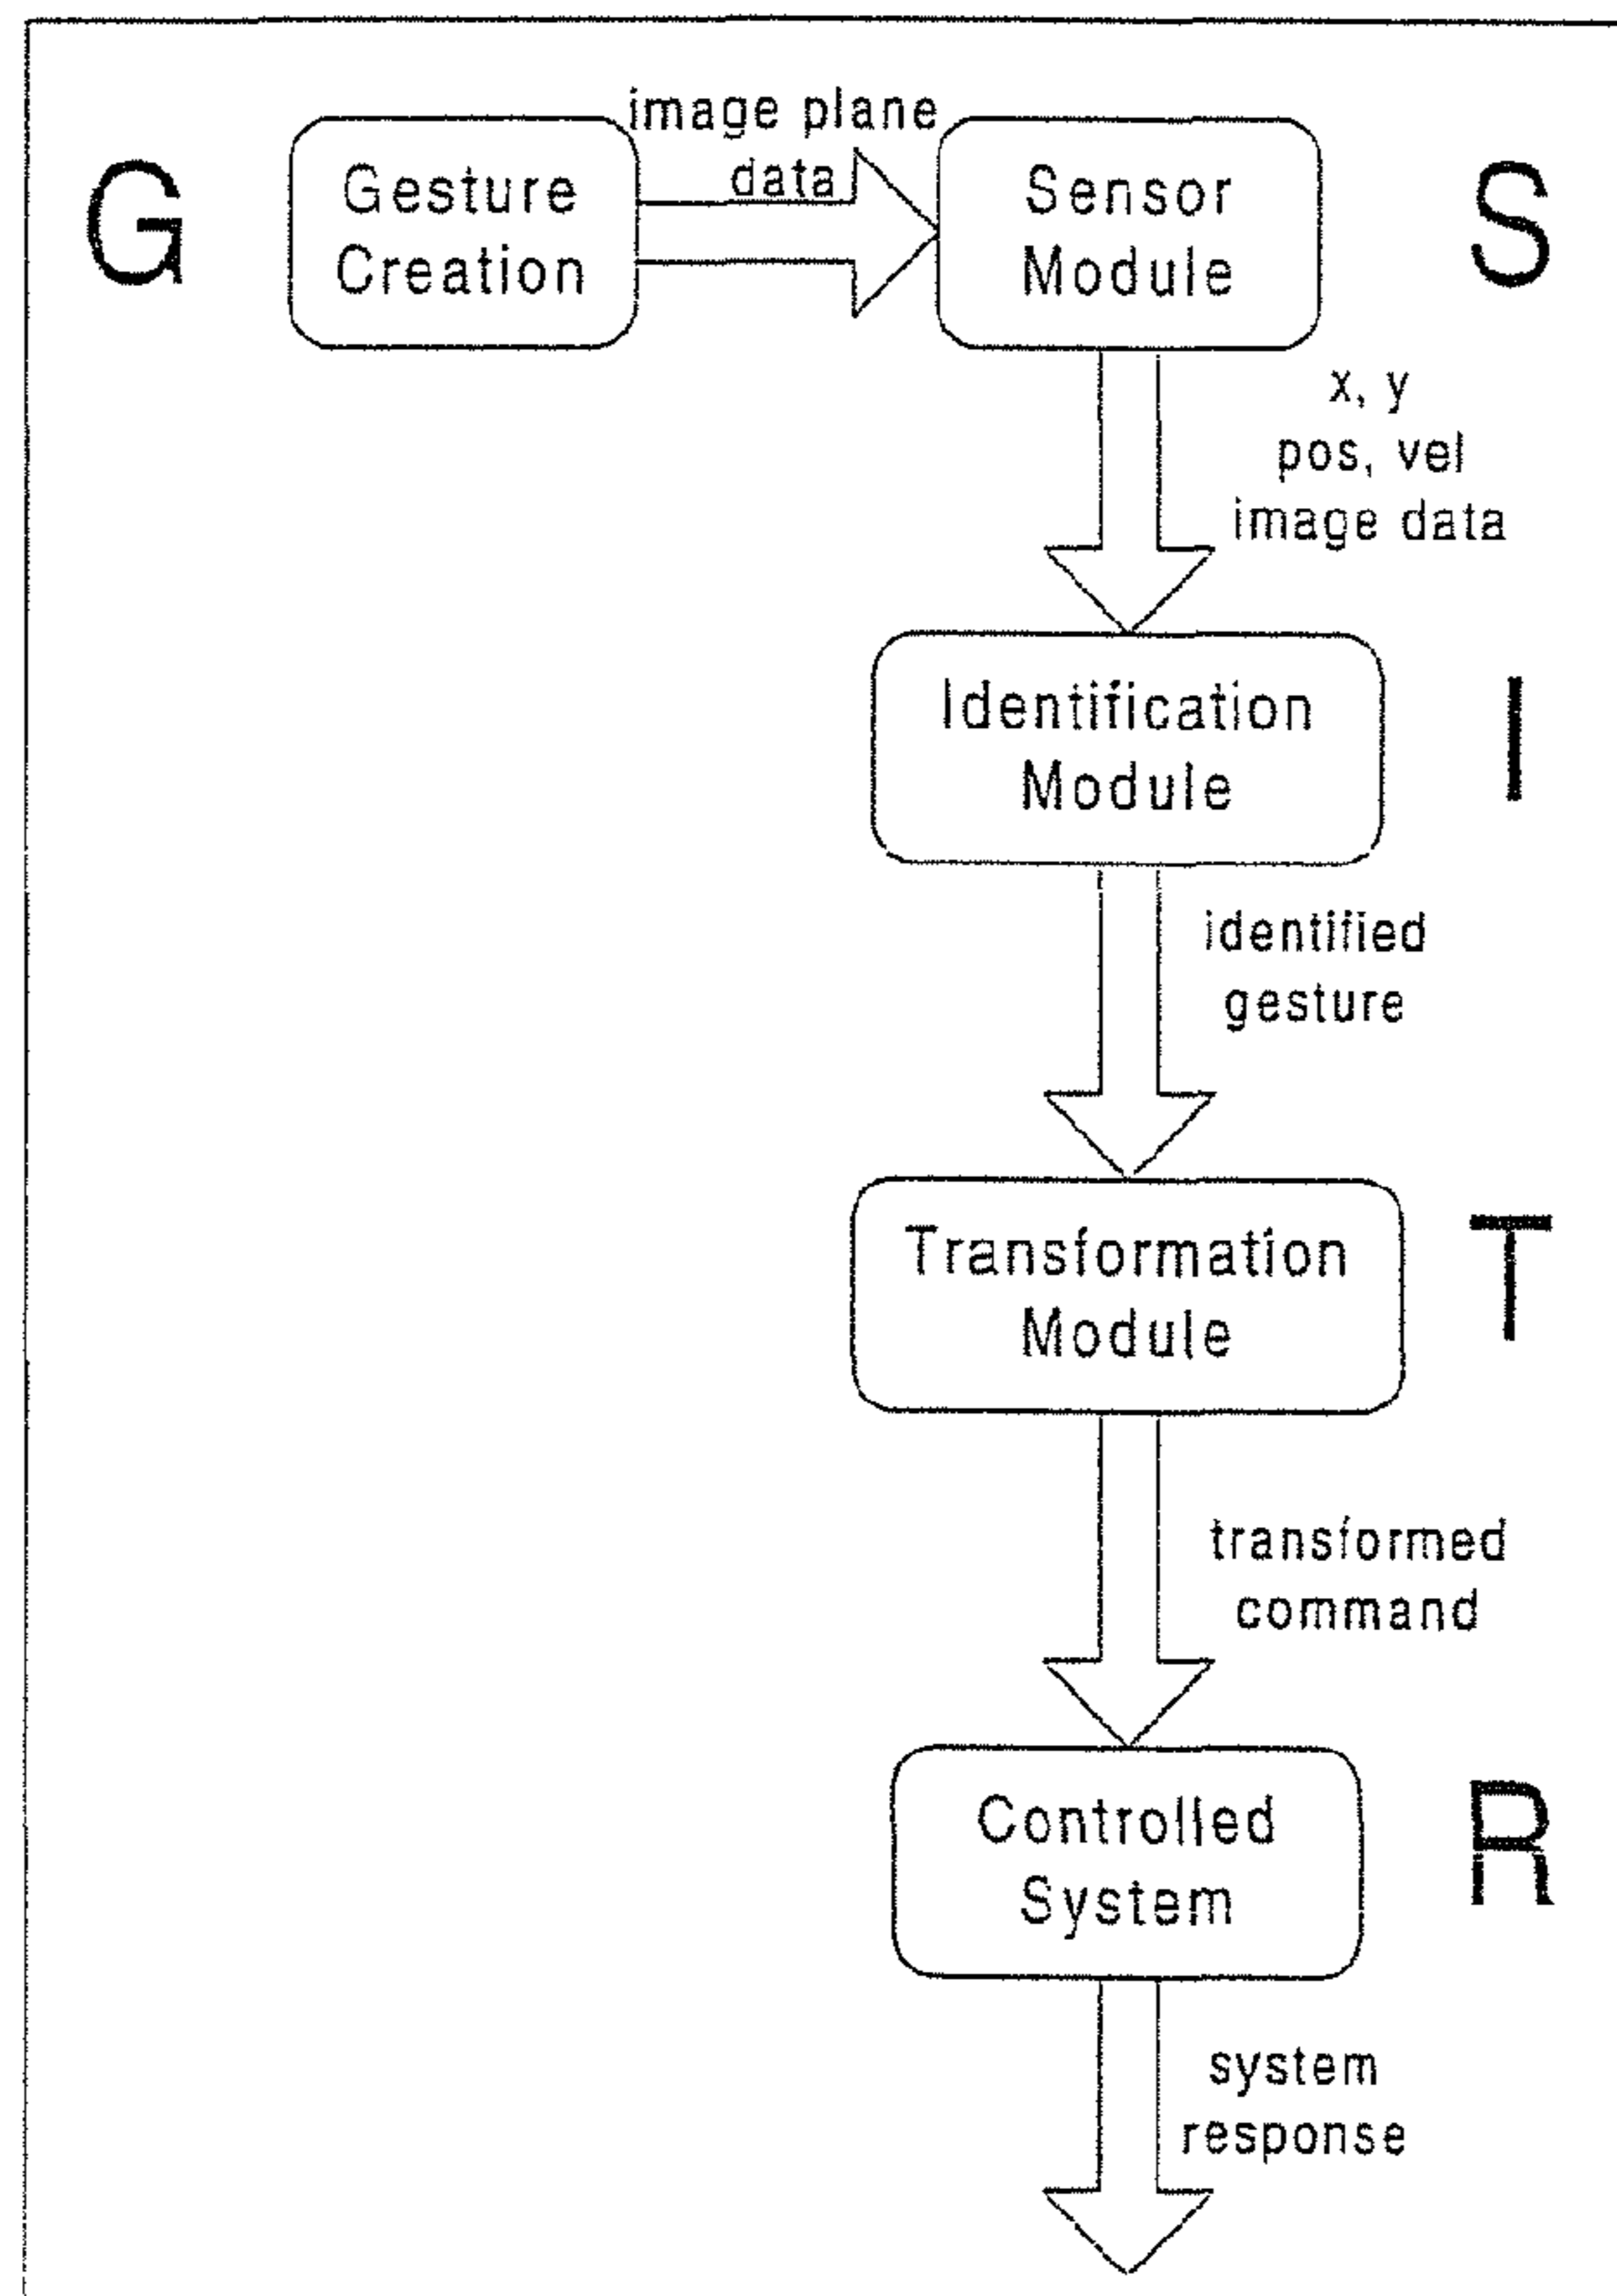 G
Gesture
Creation
image plane
data
Sensor
Module
S
x, y
pos, vel
image data
Identification
Module
I
identified
gesture
Transformation
Module
T
transformed
command
Controlled
System
R
system
response